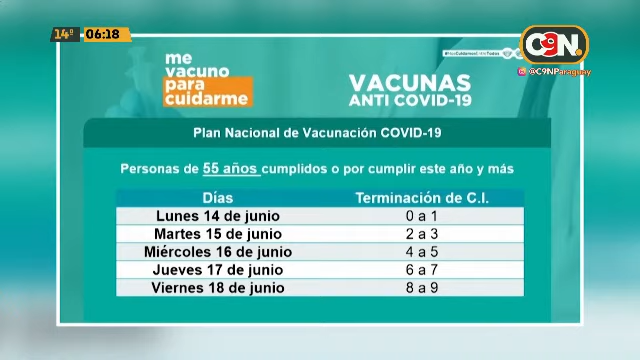 14º 06:18
C9N
@C9NParaguay
me
vacuno
para
cuidarme
VACUNAS
ANTI COVID-19
Plan Nacional de Vacunación COVID-19
Personas de 55 años cumplidos o por cumplir este año y más
Días Terminación de C.I.
Lunes 14 de junio 0 a 1
Martes 15 de junio 2 a 3
Miércoles 16 de junio 4 a 5
Jueves 17 de junio 6 a 7
Viernes 18 de junio 8 a 9